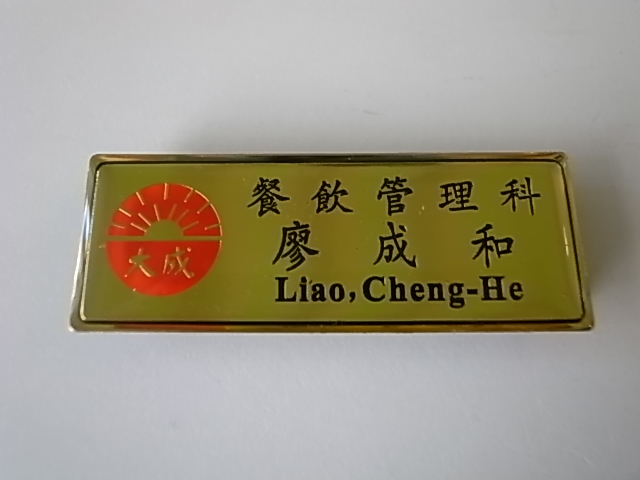 大成
餐飲管理科
廖成和
Liao, Cheng-He